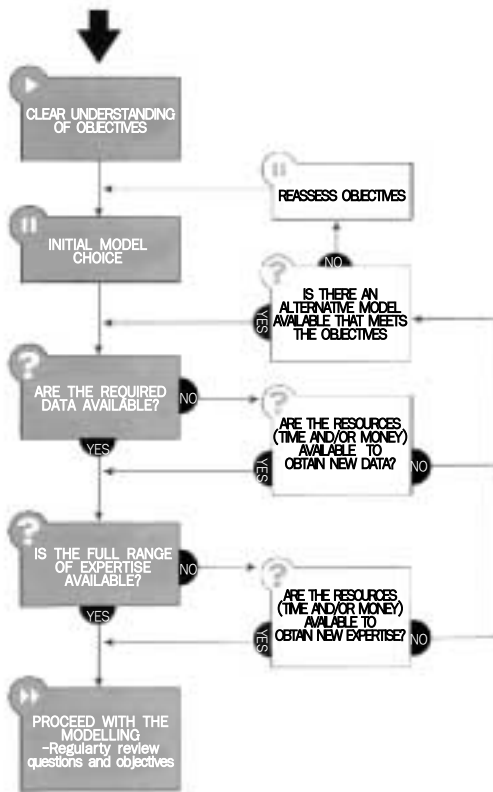 CLEAR UNDERSTANDING
OF OBJECTIVES
REASSESS OBJECTIVES
INITIAL MODEL
CHOICE
NO
IS THERE AN
ALTERNATIVE MODEL
AVAILABLE THAT MEETS
THE OBJECTIVES
YES
ARE THE REQUIRED
DATA AVAILABLE?
NO
YES
ARE THE RESOURCES
(TIME AND/OR MONEY)
AVAILABLE TO
OBTAIN NEW DATA?
YES
NO
IS THE FULL RANGE
OF EXPERTISE
AVAILABLE?
NO
YES
ARE THE RESOURCES
(TIME AND/OR MONEY)
AVAILABLE TO
OBTAIN NEW EXPERTISE?
YES
NO
PROCEED WITH THE
MODELLING
-Regularty review
questions and objectives